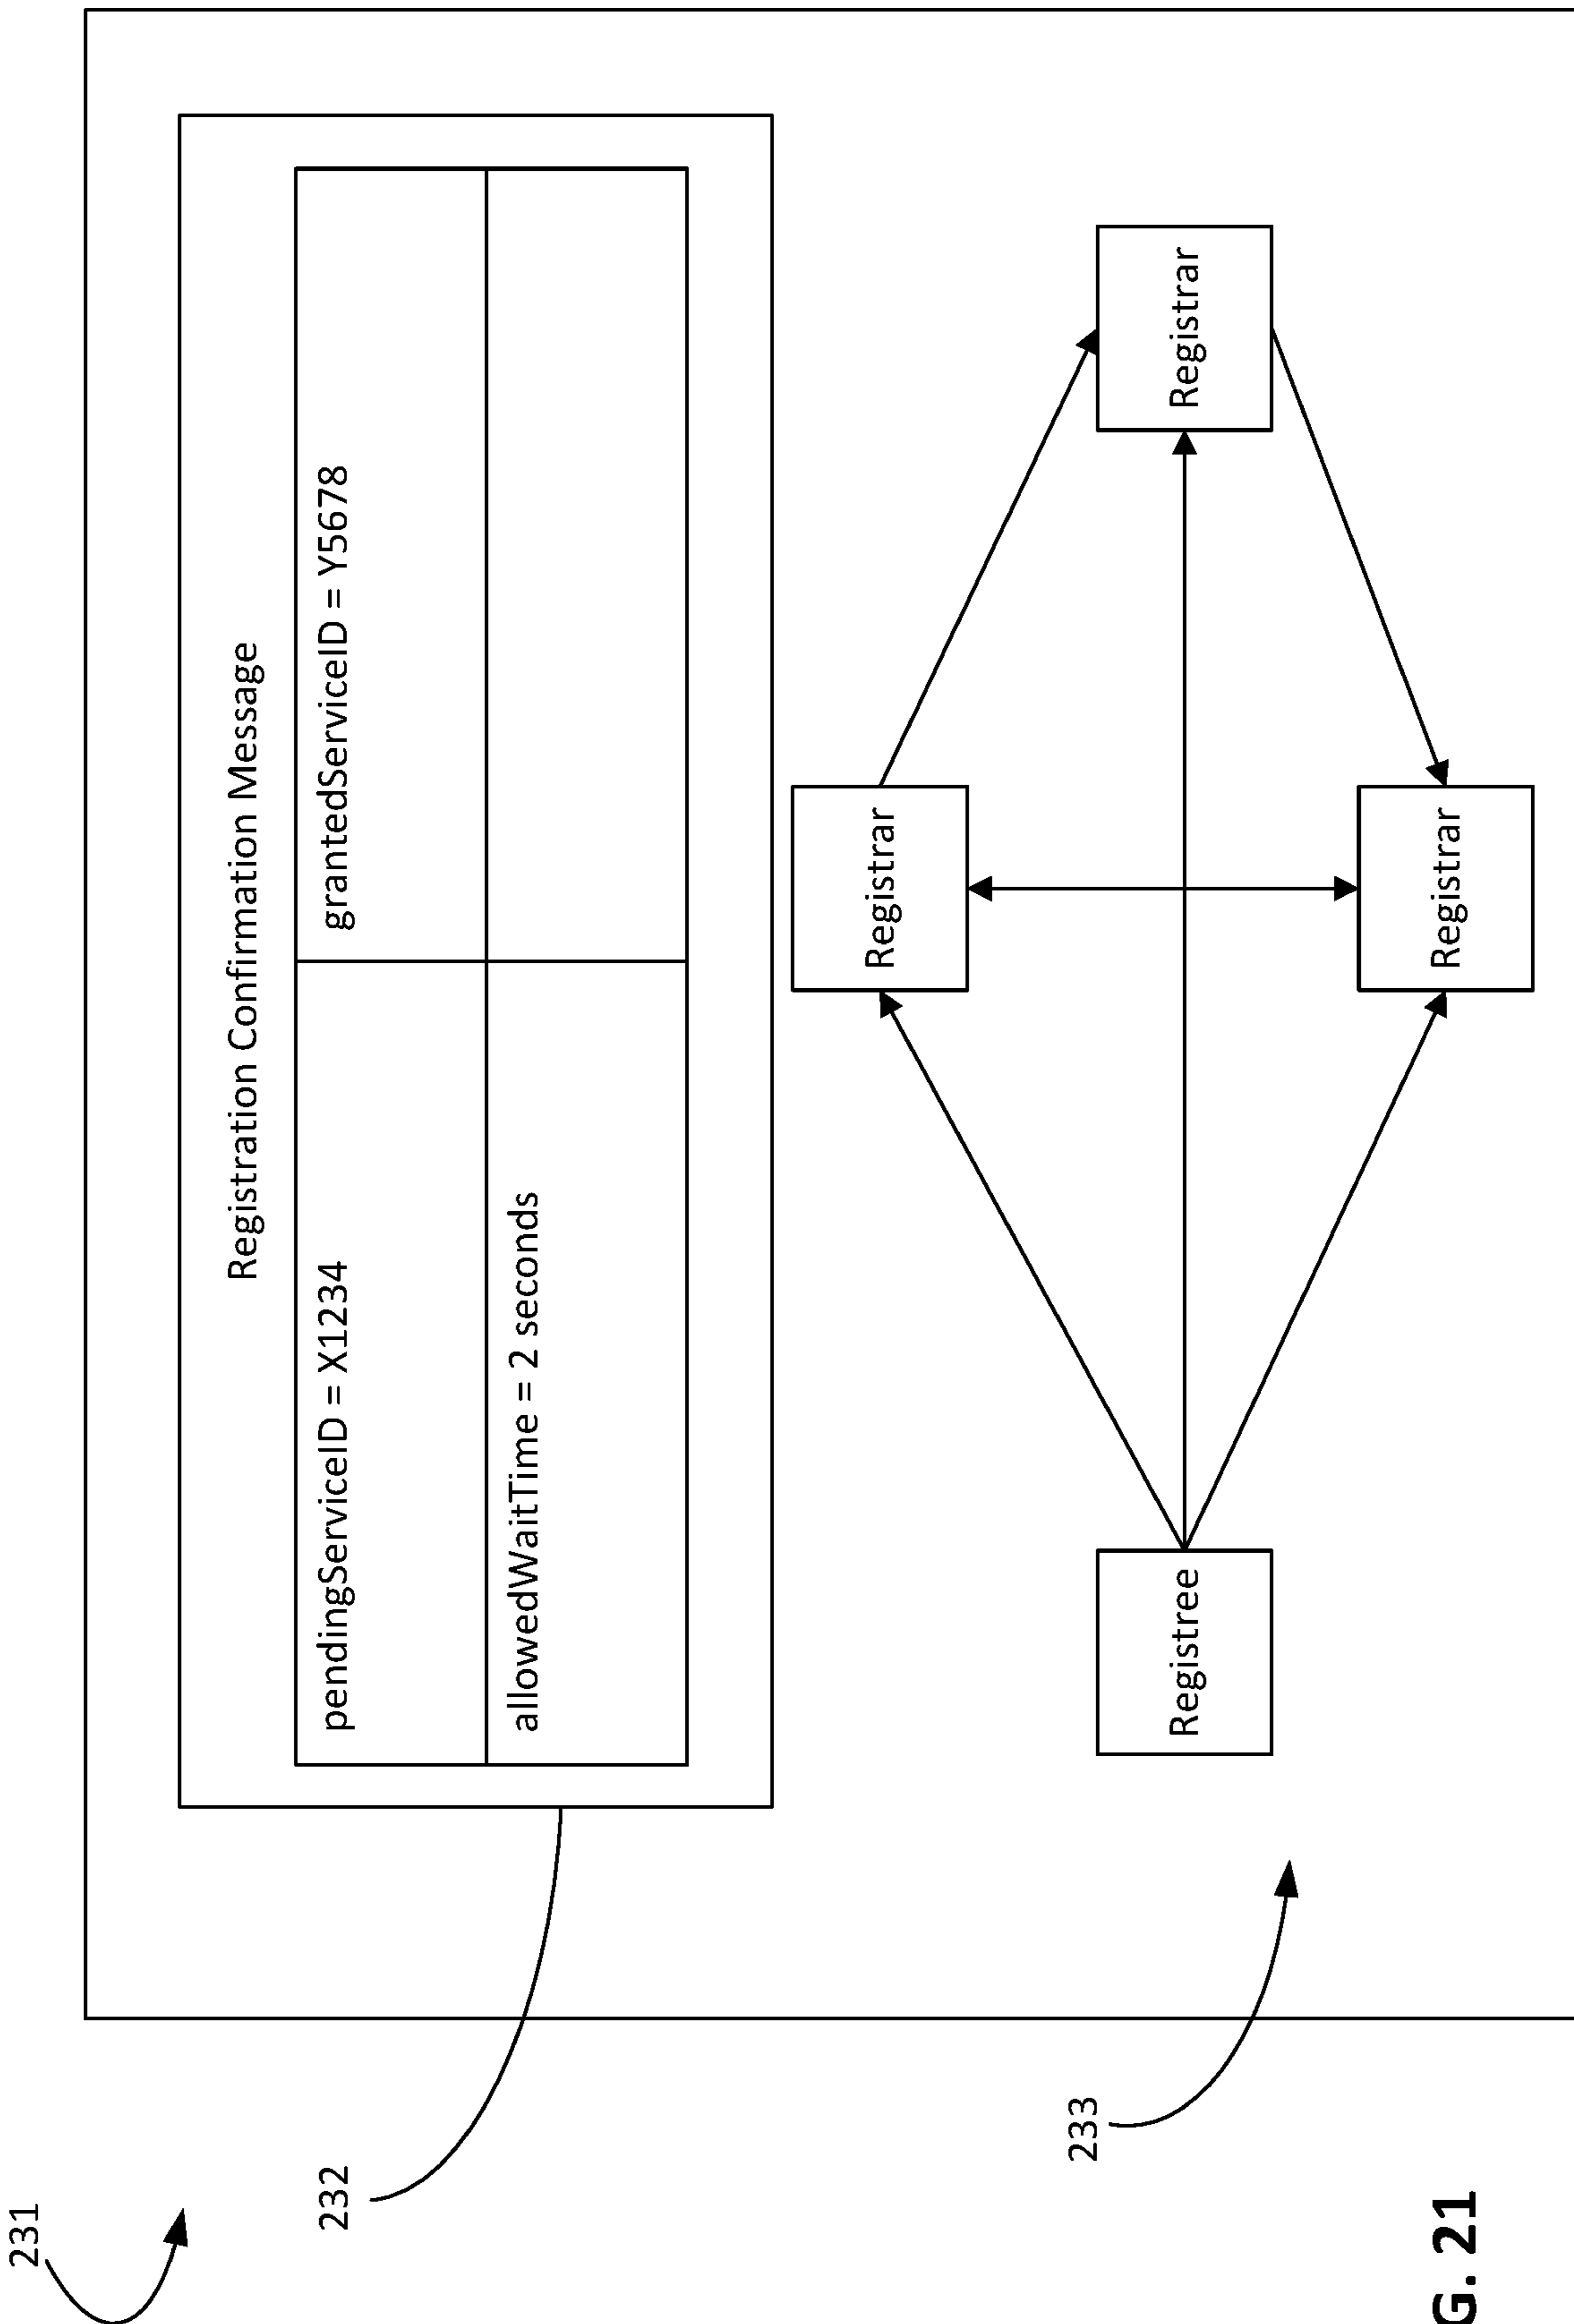 231
Registration Confirmation Message
232
pendingServiceID = X1234
grantedServiceID = Y5678
allowedWaitTime = 2 seconds
Registrar
233
Registree
Registrar
Registrar
G. 21